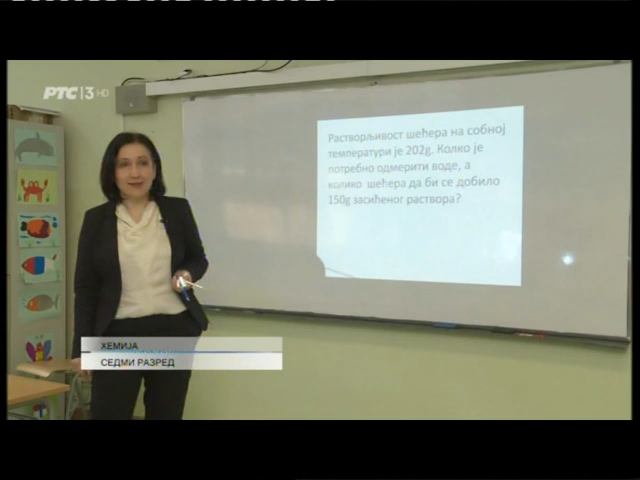 РТС|3 HD
Растворљивост шећера на собној
температури је 202g. Колко је
потребно одмерити воде, а
колико шећера да би се добило
150g засићеног раствора?
ХЕМИЈА
СЕДМИ РАЗРЕД